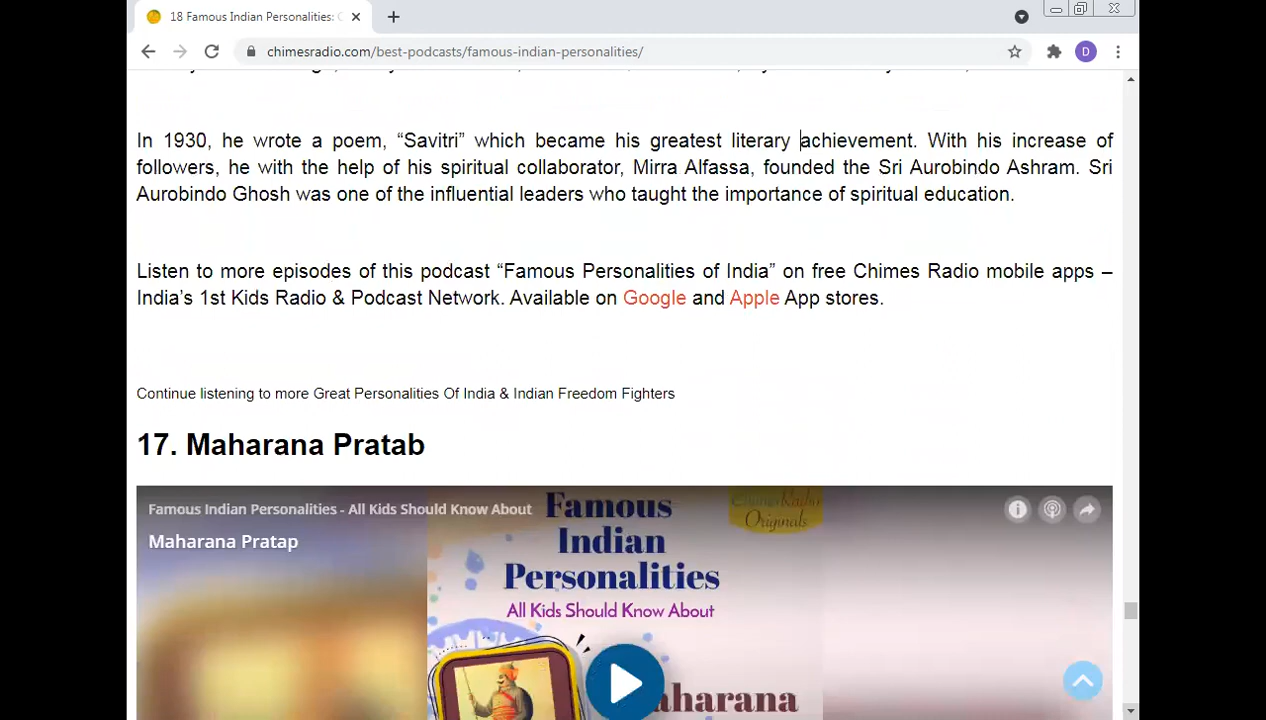 18 Famous Indian Personalities:
chimesradio.com/best-podcasts/famous-indian-personalities/
D
In 1930, he wrote a poem, “Savitri” which became his greatest literary achievement. With his increase of
followers, he with the help of his spiritual collaborator, Mirra Alfassa, founded the Sri Aurobindo Ashram. Sri
Aurobindo Ghosh was one of the influential leaders who taught the importance of spiritual education.
Listen to more episodes of this podcast “Famous Personalities of India” on free Chimes Radio mobile apps –
India’s 1st Kids Radio & Podcast Network. Available on Google and Apple App stores.
Continue listening to more Great Personalities Of India & Indian Freedom Fighters
17. Maharana Pratab
Famous Indian Personalities - All Kids Should Know About
Maharana Pratap
Chimes Radio
Originals
Famous
Indian
Personalities
All Kids Should Know About
aharana